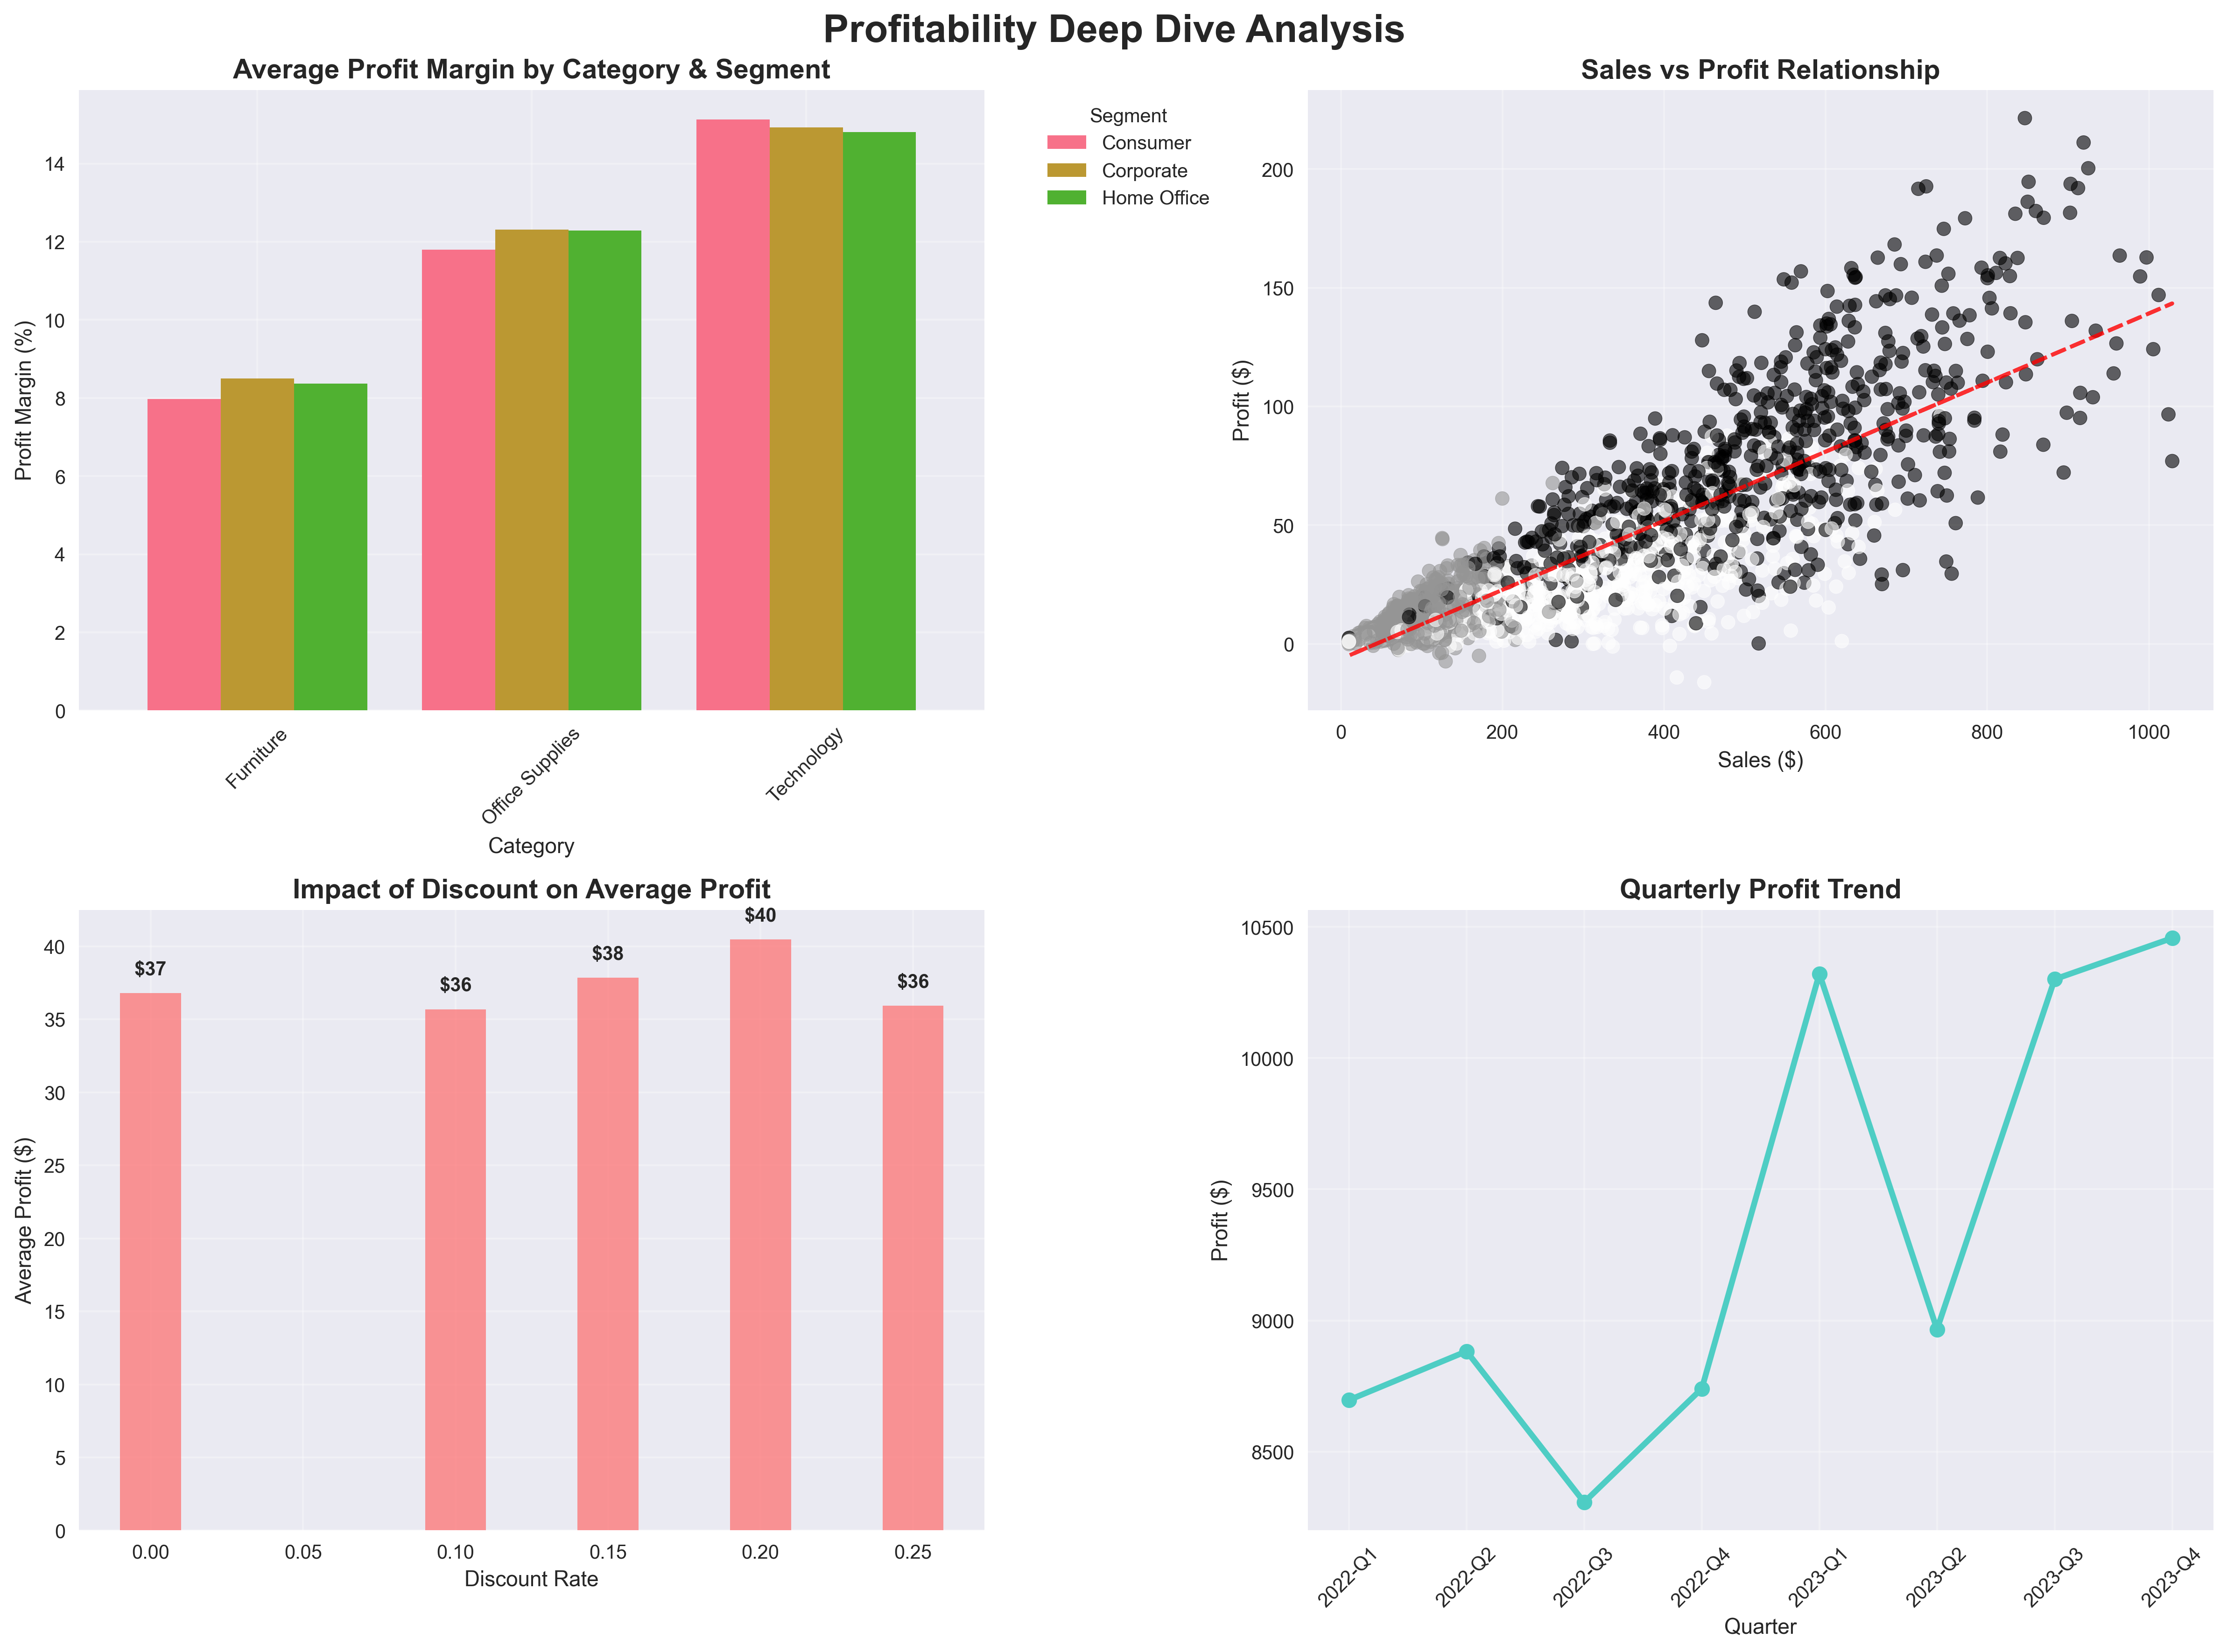 Profitability Deep Dive Analysis
Average Profit Margin by Category & Segment
Profit Margin (%)
14
12
10
8
6
4
2
0
Furniture
Office Supplies
Technology
Category
Segment
Consumer
Corporate
Home Office
Sales vs Profit Relationship
Profit ($)
200
150
100
50
0
0 200 400 600 800 1000
Sales ($)
Impact of Discount on Average Profit
Average Profit ($)
40
35
30
25
20
15
10
5
0
$37
$36
$38
$40
$36
0.00 0.05 0.10 0.15 0.20 0.25
Discount Rate
Quarterly Profit Trend
Profit ($)
10500
10000
9500
9000
8500
2022-Q1
2022-Q2
2022-Q3
2022-Q4
2023-Q1
2023-Q2
2023-Q3
2023-Q4
Quarter